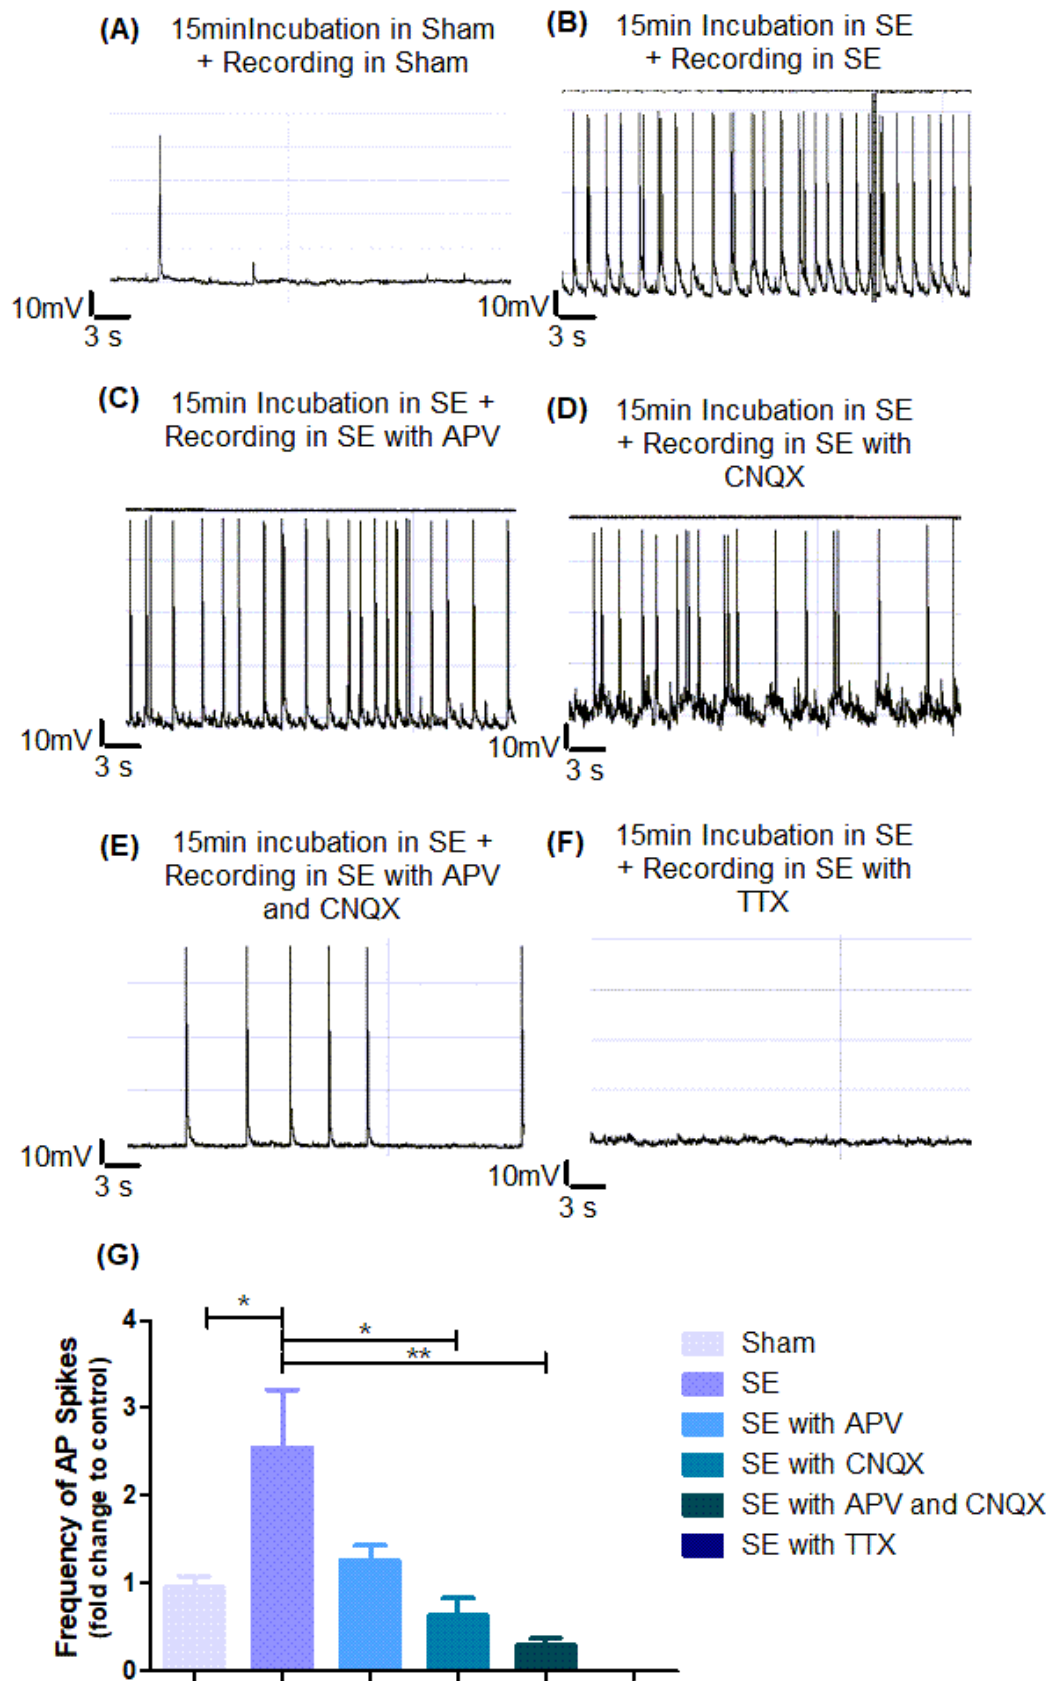 (A) 15minIncubation in Sham
+ Recording in Sham
10mV
3 s
(B) 15min Incubation in SE
+ Recording in SE
10mV
3 s
(C) 15min Incubation in SE +
Recording in SE with APV
10mV
3 s
(D) 15min Incubation in SE
+ Recording in SE with
CNQX
10mV
3 s
(E) 15min incubation in SE +
Recording in SE with APV
and CNQX
10mV
3 s
(F) 15min Incubation in SE
+ Recording in SE with
TTX
10mV
3 s
(G)
Frequency of AP Spikes
(fold change to control)
4
3
2
1
0
*
*
**
Sham
SE
SE with APV
SE with CNQX
SE with APV and CNQX
SE with TTX